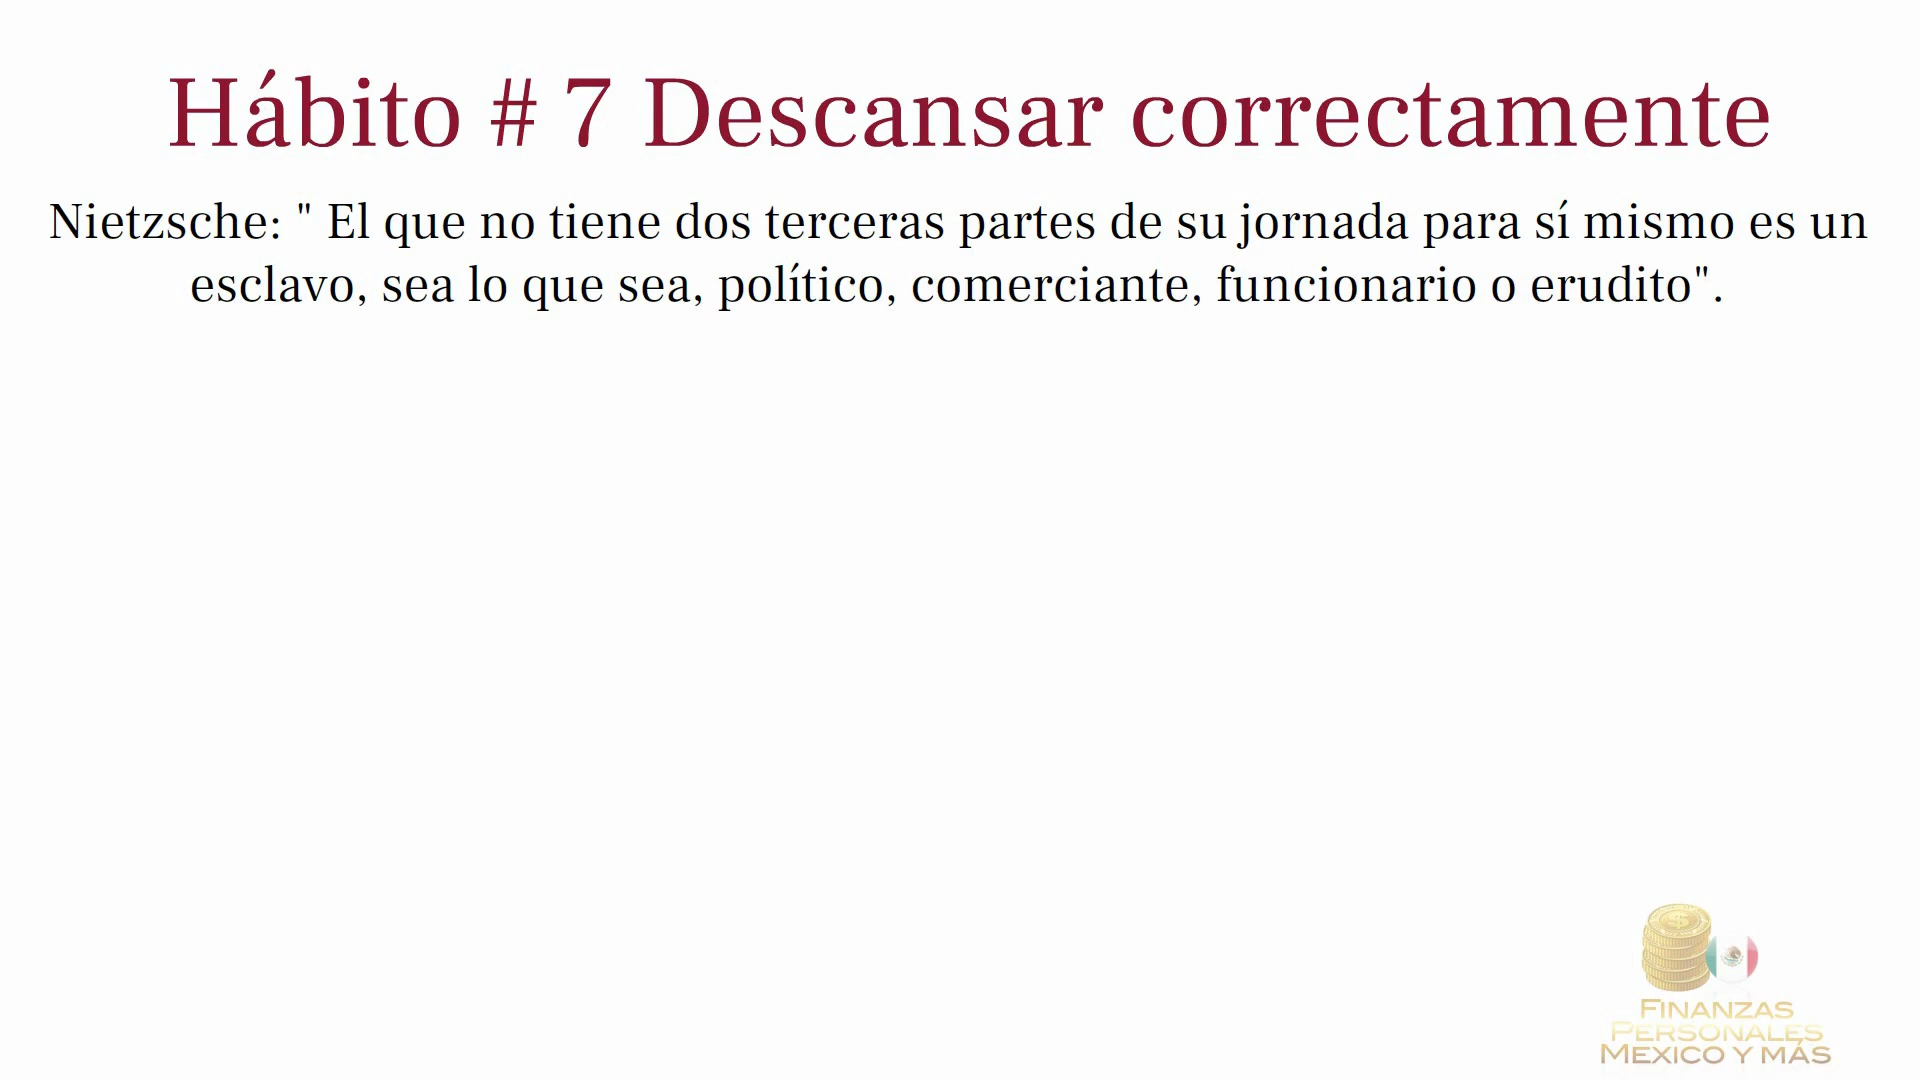 Hábito # 7 Descansar correctamente
Nietzsche: " El que no tiene dos terceras partes de su jornada para sí mismo es un
esclavo, sea lo que sea, político, comerciante, funcionario o erudito".
FINANZAS
PERSONALES
MEXICO Y MÁS